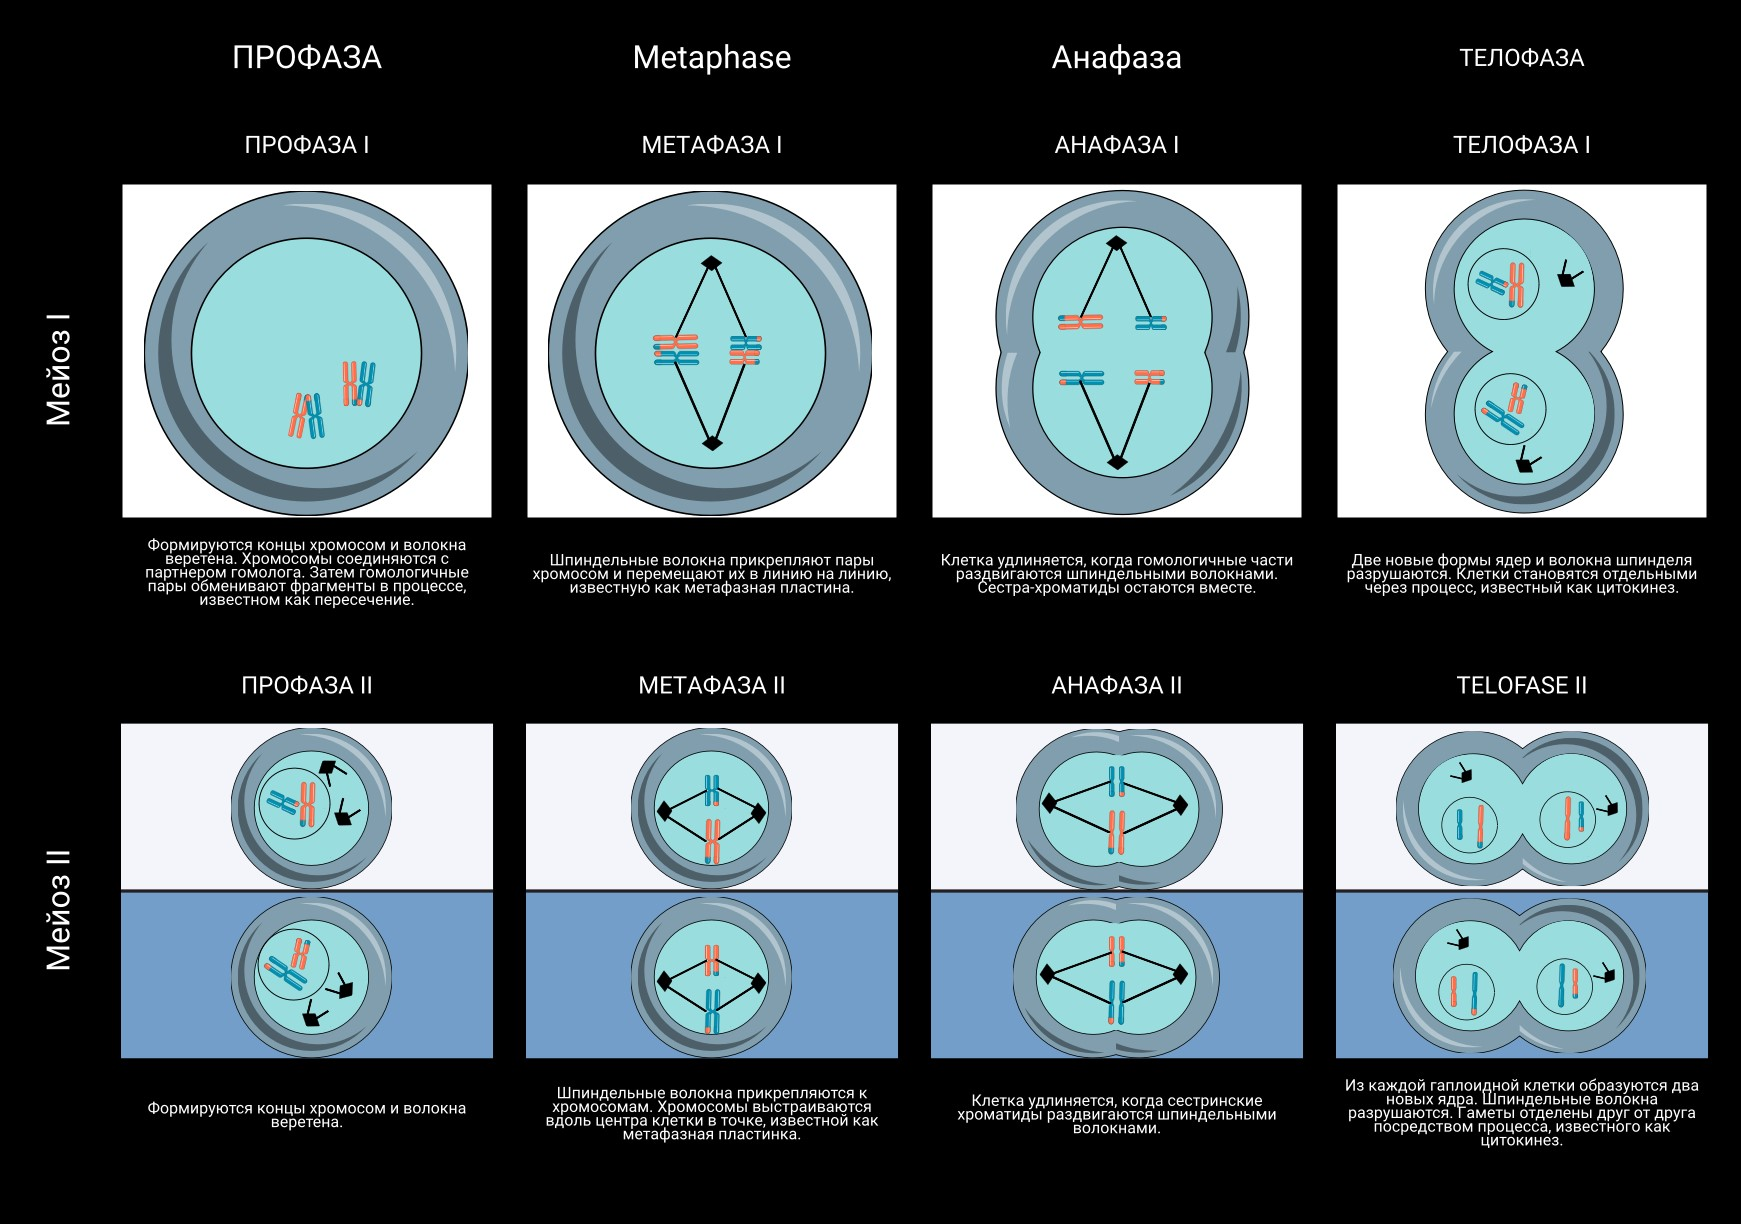 ПРОФАЗА
Metaphase
Анафаза
ТЕЛОФАЗА
Мейоз I
ПРОФАЗА I
МЕТАФАЗА I
АНАФАЗА I
ТЕЛОФАЗА I
Формируются концы хромосом и волокна
веретена. Хромосомы соединяются с
партнером гомолога. Затем гомологичные
пары обменивают фрагменты в процессе,
известном как пересечение.
Шпиндельные волокна прикрепляют пары
хромосом и перемещают их в линию на линию,
известную как метафазная пластина.
Клетка удлиняется, когда гомологичные части
раздвигаются шпиндельными волокнами.
Сестра-хроматиды остаются вместе.
Две новые формы ядер и волокна шпинделя
разрушаются. Клетки становятся отдельными
через процесс, известный как цитокинез.
Мейоз II
ПРОФАЗА II
МЕТАФАЗА II
АНАФАЗА II
TELOFASE II
Формируются концы хромосом и волокна
веретена.
Шпиндельные волокна прикрепляются к
хромосомам. Хромосомы выстраиваются
вдоль центра клетки в точке, известной как
метафазная пластинка.
Клетка удлиняется, когда сестринские
хроматиды раздвигаются шпиндельными
волокнами.
Из каждой гаплоидной клетки образуются два
новых ядра. Шпиндельные волокна
разрушаются. Гаметы отделены друг от друга
посредством процесса, известного как
цитокинез.